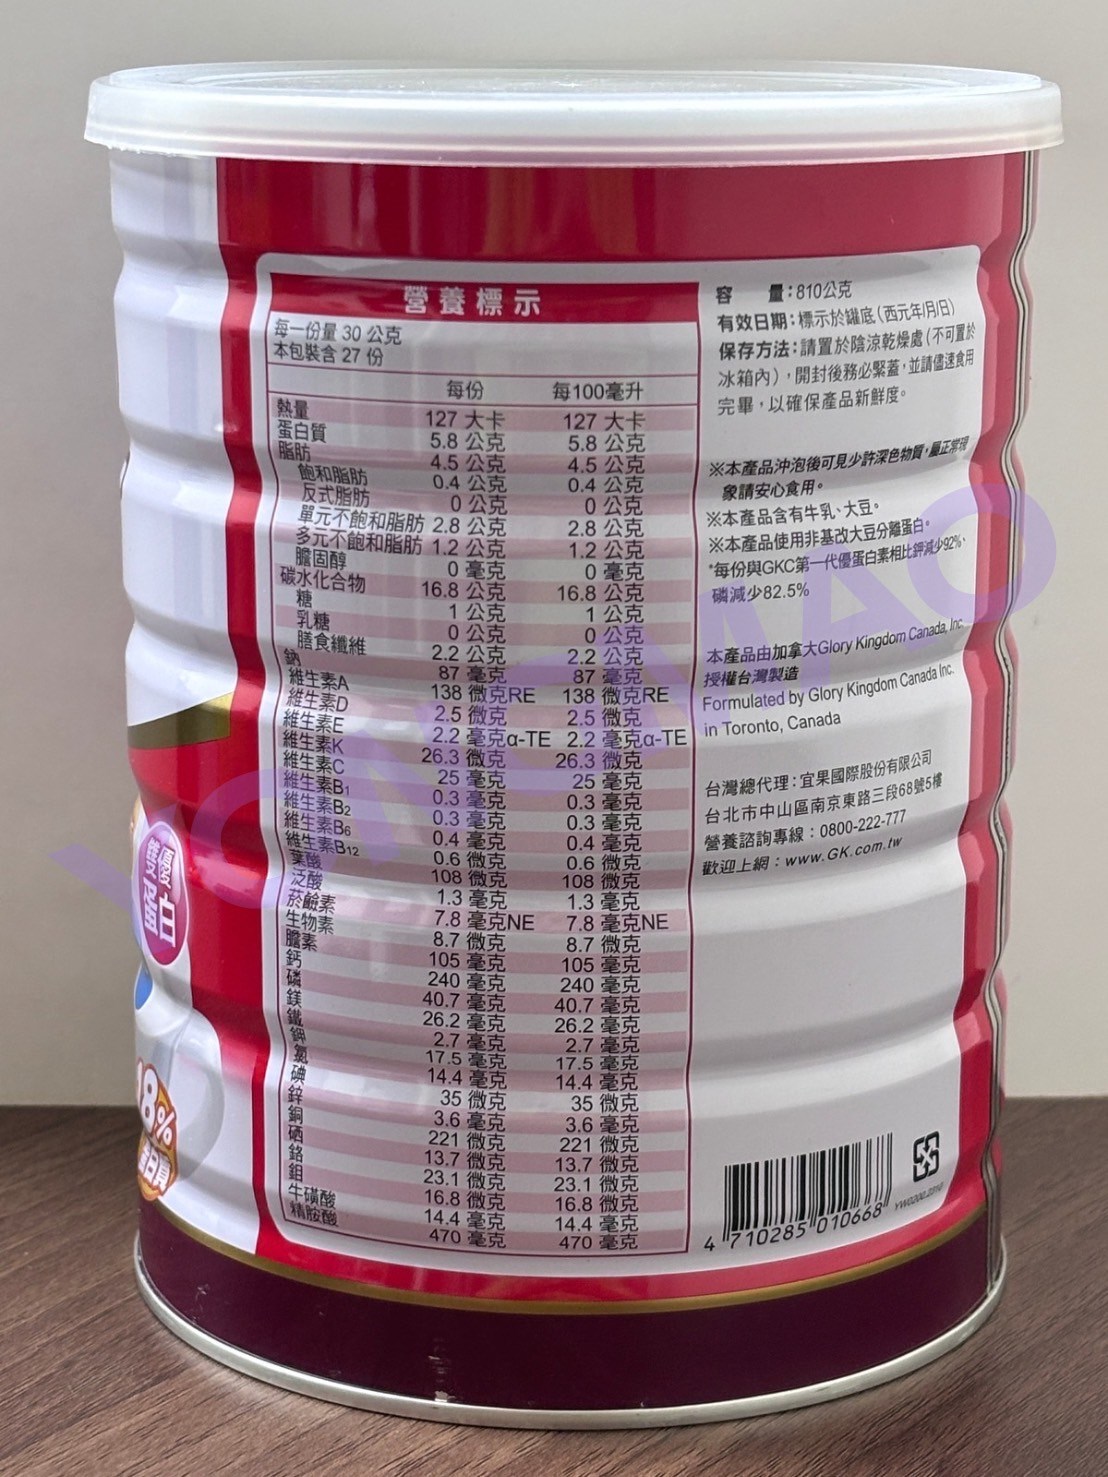 營養標示
每一份量 30 公克
本包裝含 27 份
每份 每100毫升
熱量 127 大卡 127 大卡
蛋白質 5.8 公克 5.8 公克
脂肪 4.5 公克 4.5 公克
飽和脂肪 0.4 公克 0.4 公克
反式脂肪 0 公克 0 公克
單元不飽和脂肪 2.8 公克 2.8 公克
多元不飽和脂肪 1.2 公克 1.2 公克
膽固醇 0 毫克 0 毫克
碳水化合物 16.8 公克 16.8 公克
糖 1 公克 1 公克
乳糖 0 公克 0 公克
膳食纖維 2.2 公克 2.2 公克
鈉 87 毫克 87 毫克
維生素A 138 微克RE 138 微克RE
維生素D 2.5 微克 2.5 微克
維生素E 2.2 毫克α-TE 2.2 毫克α-TE
維生素K 26.3 微克 26.3 微克
維生素C 25 毫克 25 毫克
維生素B1 0.3 毫克 0.3 毫克
維生素B2 0.3 毫克 0.3 毫克
維生素B6 0.4 毫克 0.4 毫克
維生素B12 0.6 微克 0.6 微克
葉酸 108 微克 108 微克
泛酸 1.3 毫克 1.3 毫克
菸鹼素 7.8 毫克NE 7.8 毫克NE
生物素 8.7 微克 8.7 微克
膽素 105 毫克 105 毫克
鈣 240 毫克 240 毫克
磷 40.7 毫克 40.7 毫克
鎂 26.2 毫克 26.2 毫克
鐵 2.7 毫克 2.7 毫克
鉀 17.5 毫克 17.5 毫克
氯 14.4 毫克 14.4 毫克
碘 35 微克 35 微克
鋅 3.6 毫克 3.6 毫克
銅 221 微克 221 微克
硒 13.7 微克 13.7 微克
鉻 23.1 微克 23.1 微克
鉬 16.8 微克 16.8 微克
牛磺酸 14.4 毫克 14.4 毫克
精胺酸 470 毫克 470 毫克
容 量：810公克
有效日期：標示於罐底(西元年/月/日)
保存方法：請置於陰涼乾燥處(不可置於
冰箱內)，開封後務必緊蓋，並請儘速食用
完畢，以確保產品新鮮度。
※本產品沖泡後可見少許深色物質，屬正常現
象請安心食用。
※本產品含有牛乳、大豆。
※本產品使用非基改大豆分離蛋白。
*每份與GKC第一代優蛋白素相比鉀減少92%、
磷減少82.5%
本產品由加拿大Glory Kingdom Canada, Inc.
授權台灣製造
Formulated by Glory Kingdom Canada Inc.
in Toronto, Canada
台灣總代理：宜果國際股份有限公司
台北市中山區南京東路三段68號5樓
營養諮詢專線：0800-222-777
歡迎上網：www.GK.com.tw
4 710285 010668
雙優
蛋白
18%
蛋白質
YONGMAO